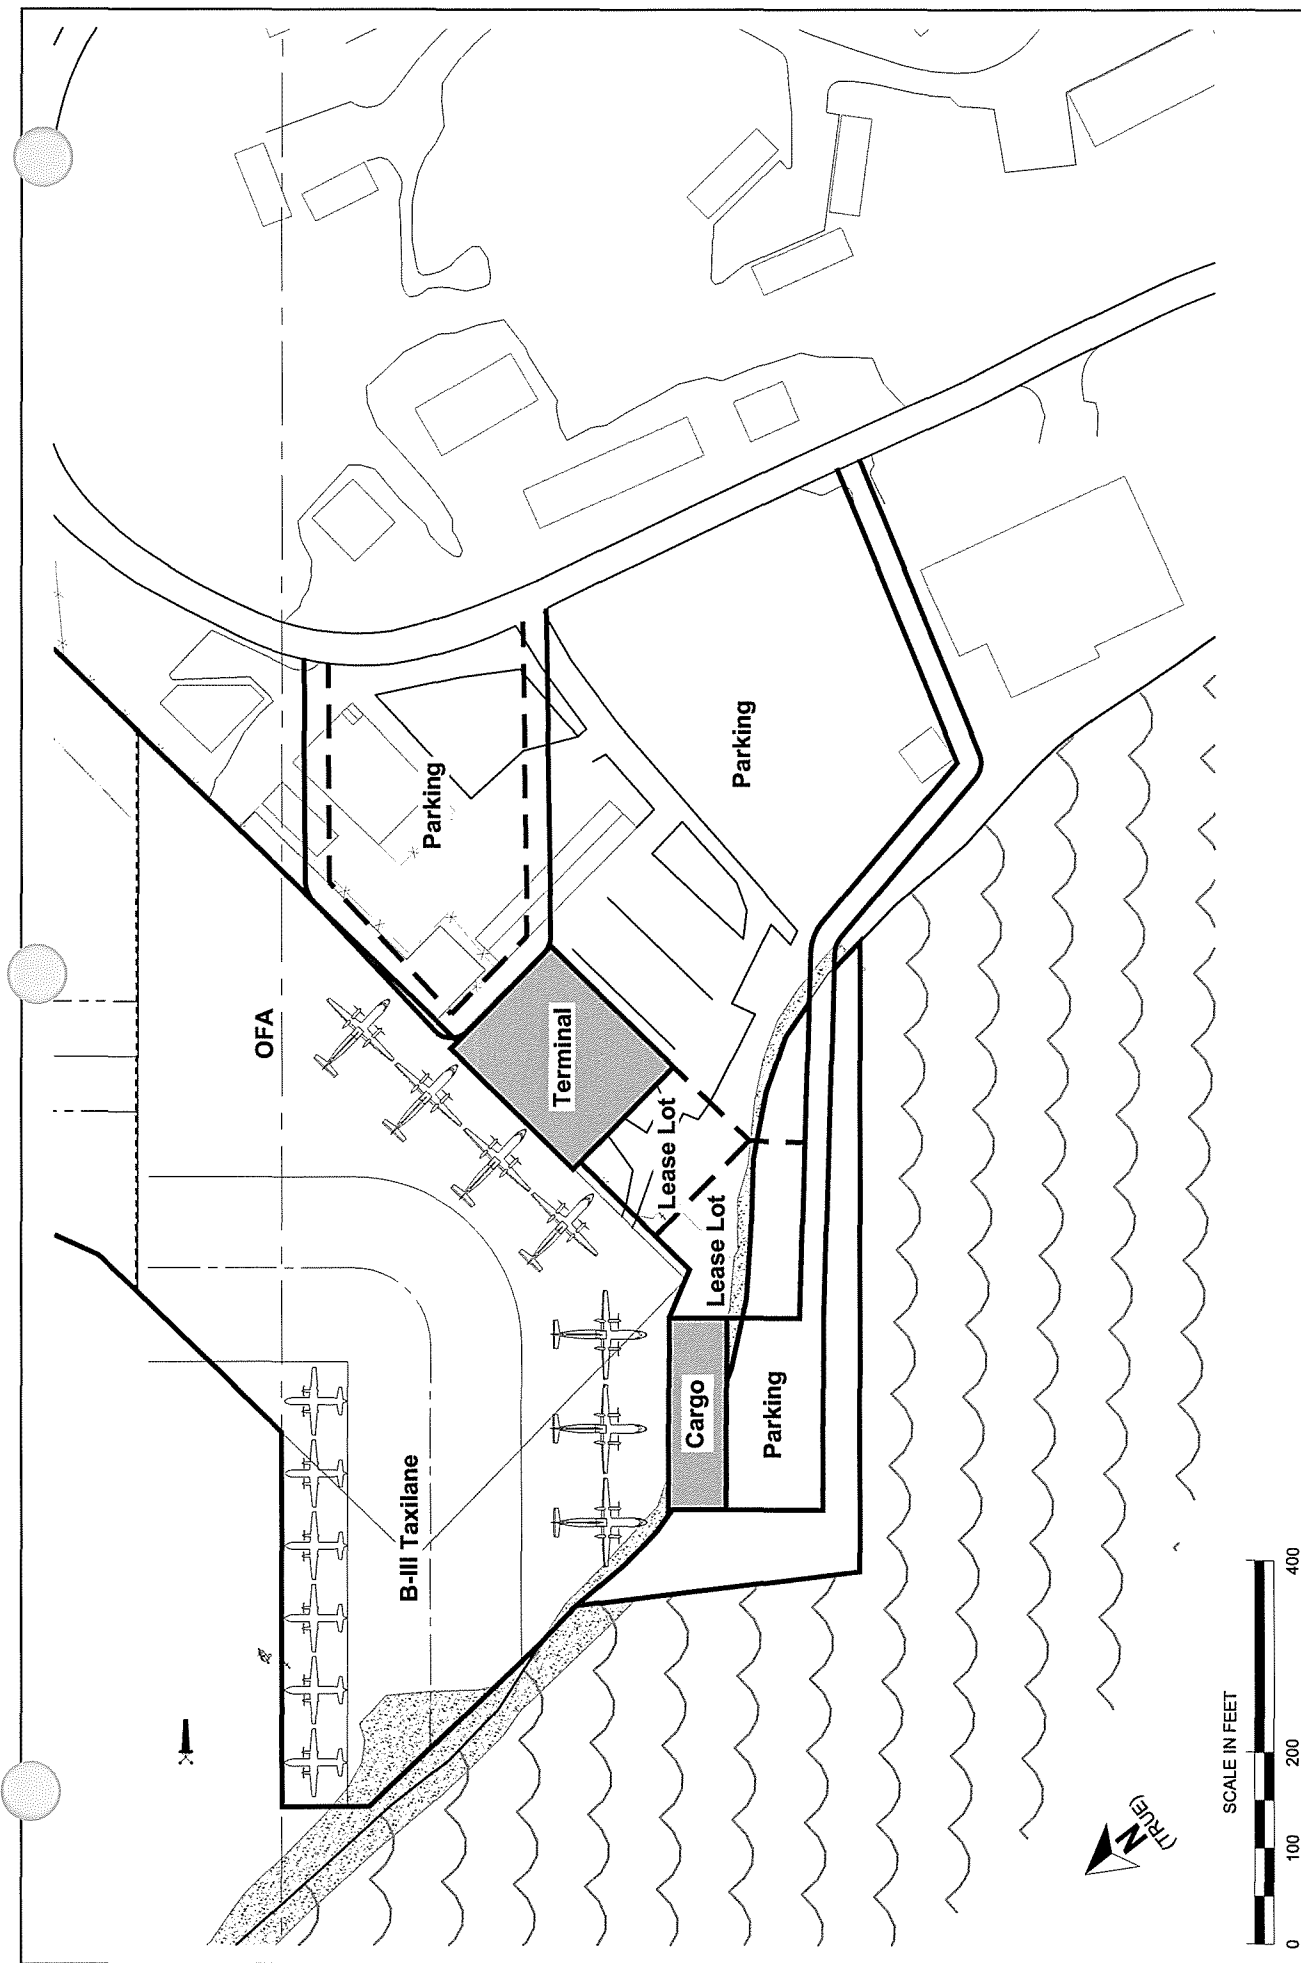 OFA
Parking
Parking
Terminal
Lease Lot
Lease Lot
B-III Taxilane
Cargo
Parking
N
(TRUE)
SCALE IN FEET
0 100 200 400